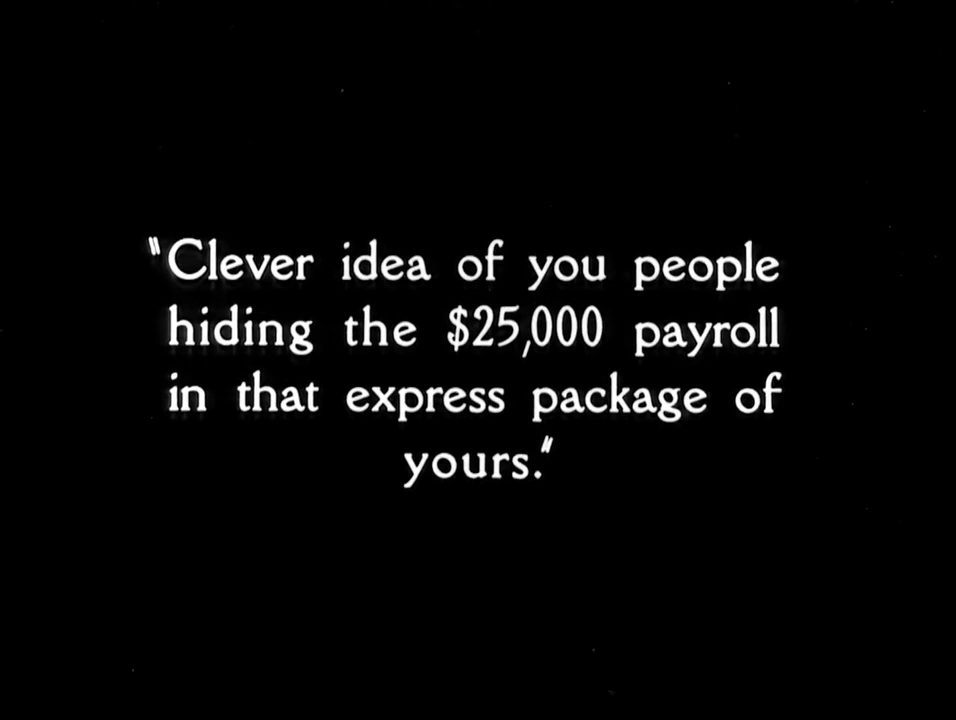 "Clever idea of you people
hiding the $25,000 payroll
in that express package of
yours."